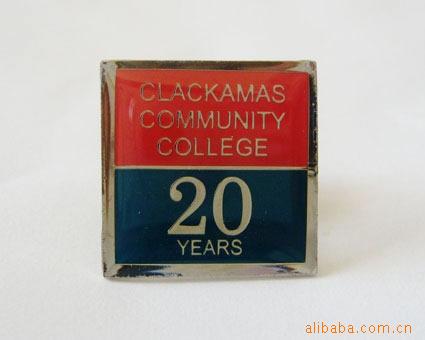 CLACKAMAS
COMMUNITY
COLLEGE
20
YEARS
alibaba.com.cn